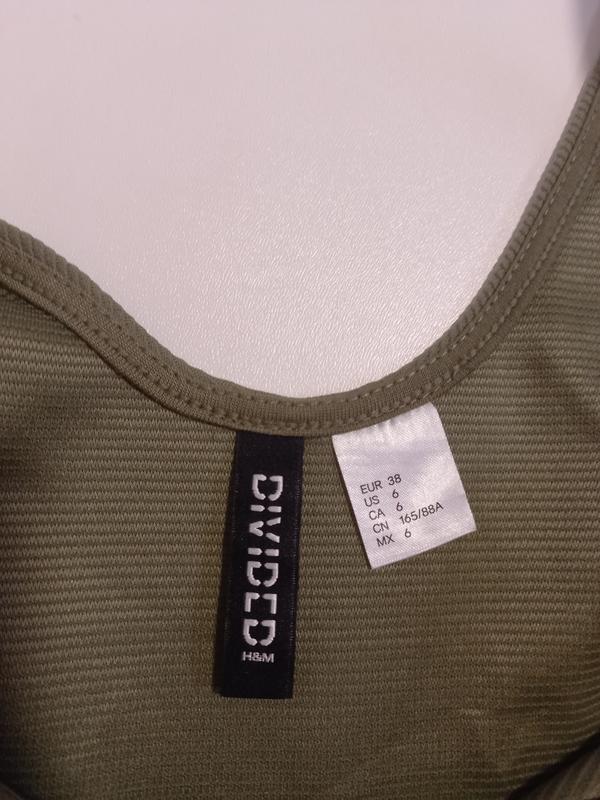 DIVIDED
H&M
EUR 38
US 6
CA 6
CN 165/88A
MX 6